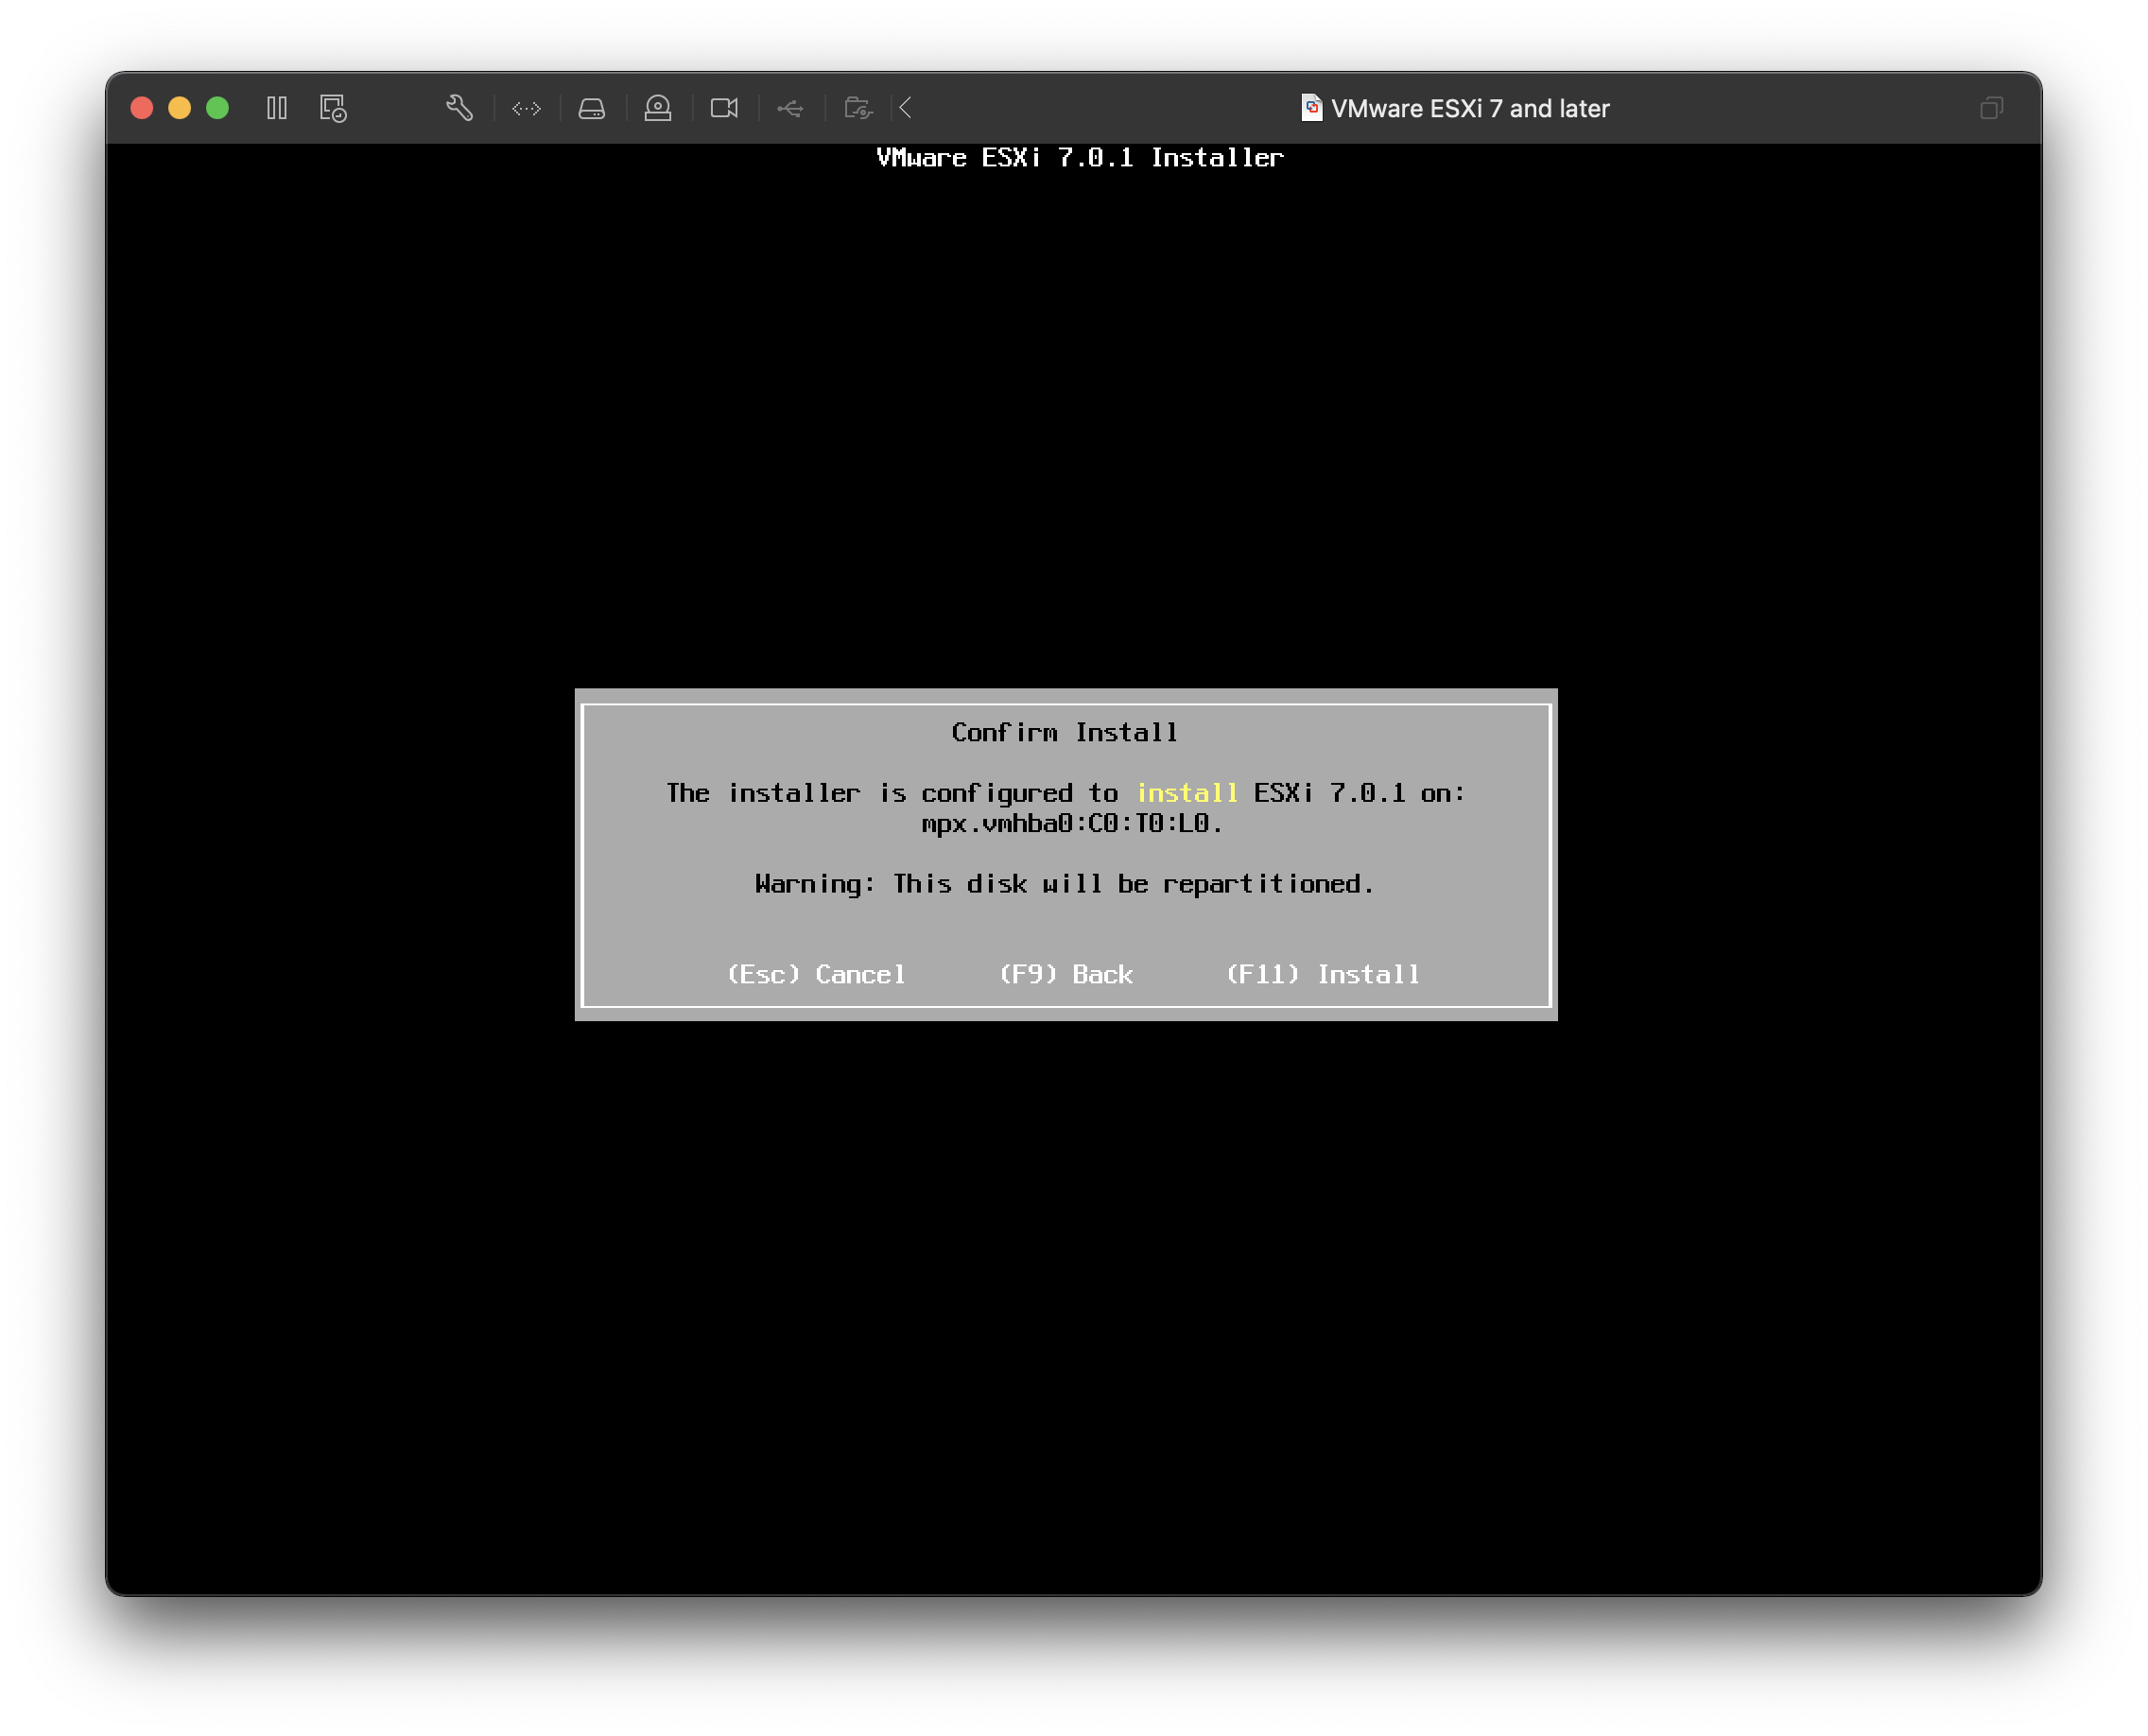 VMware ESXi 7 and later
VMware ESXi 7.0.1 Installer
Confirm Install
The installer is configured to install ESXi 7.0.1 on:
mpx.vmhba0:C0:T0:L0.
Warning: This disk will be repartitioned.
(Esc) Cancel (F9) Back (F11) Install